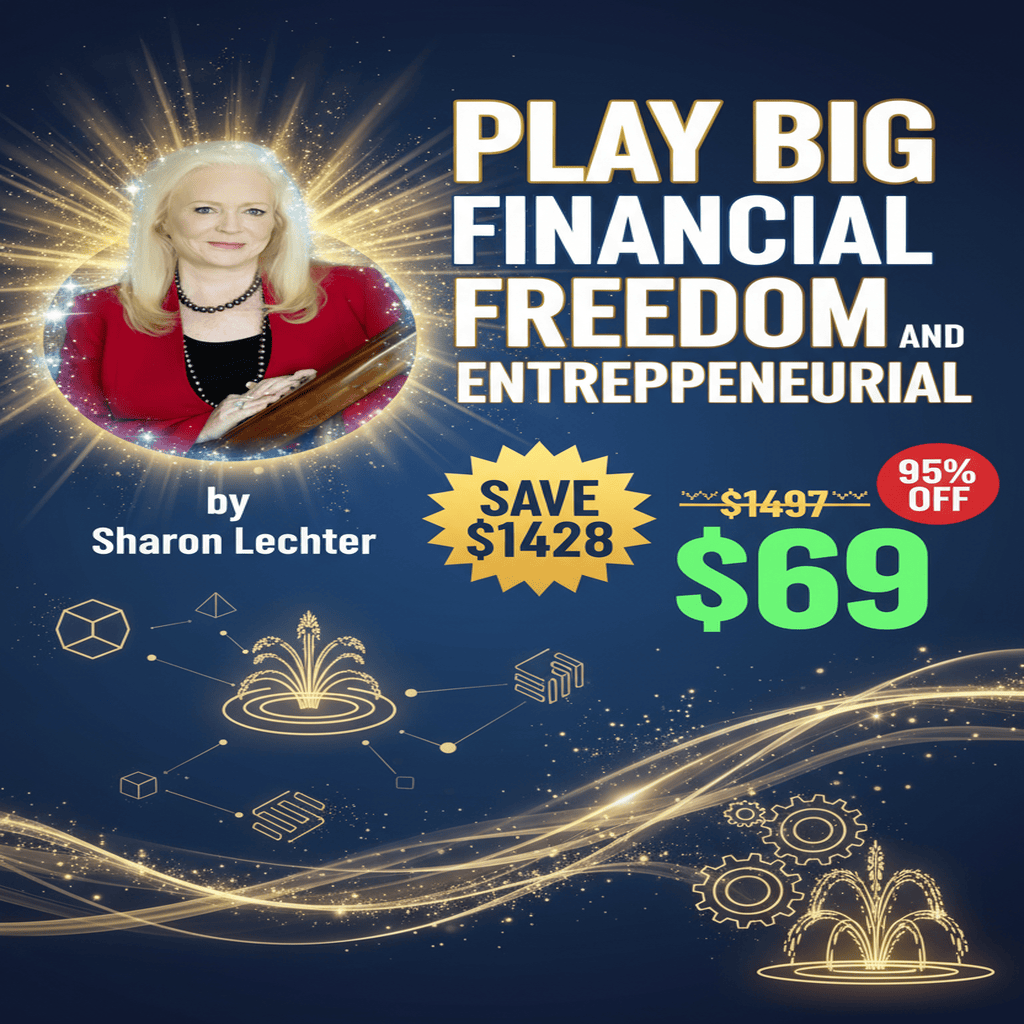 PLAY BIG
FINANCIAL
FREEDOM AND
ENTREPPENEURIAL
by
Sharon Lechter
SAVE
$1428
$1497
95%
OFF
$69